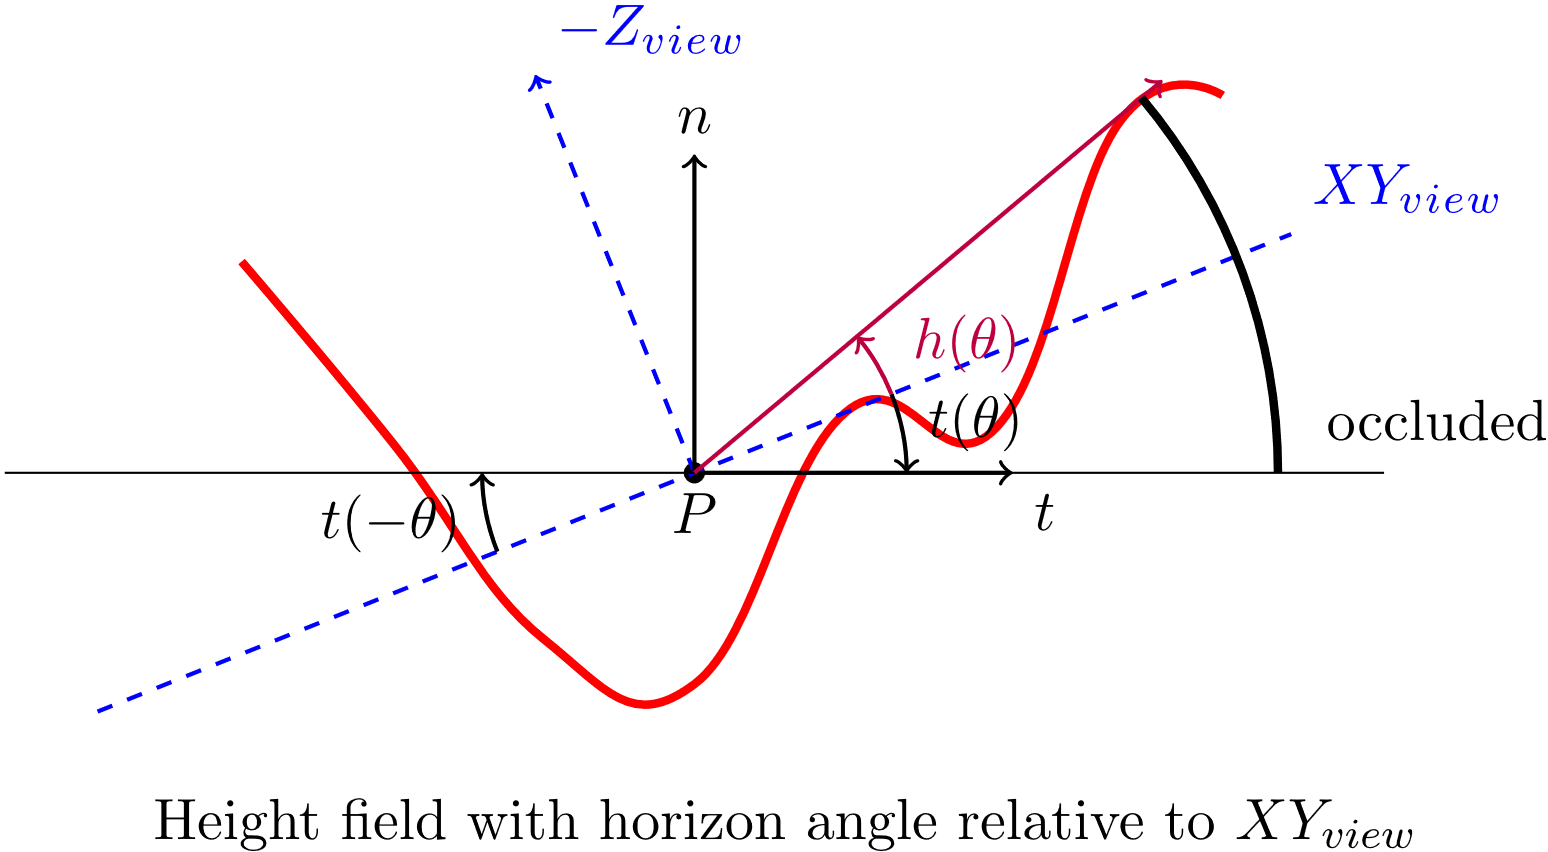 −Z_view
n
XY_view
h(θ)
t(θ)
occluded
t(−θ)
P
t
Height field with horizon angle relative to XY_view